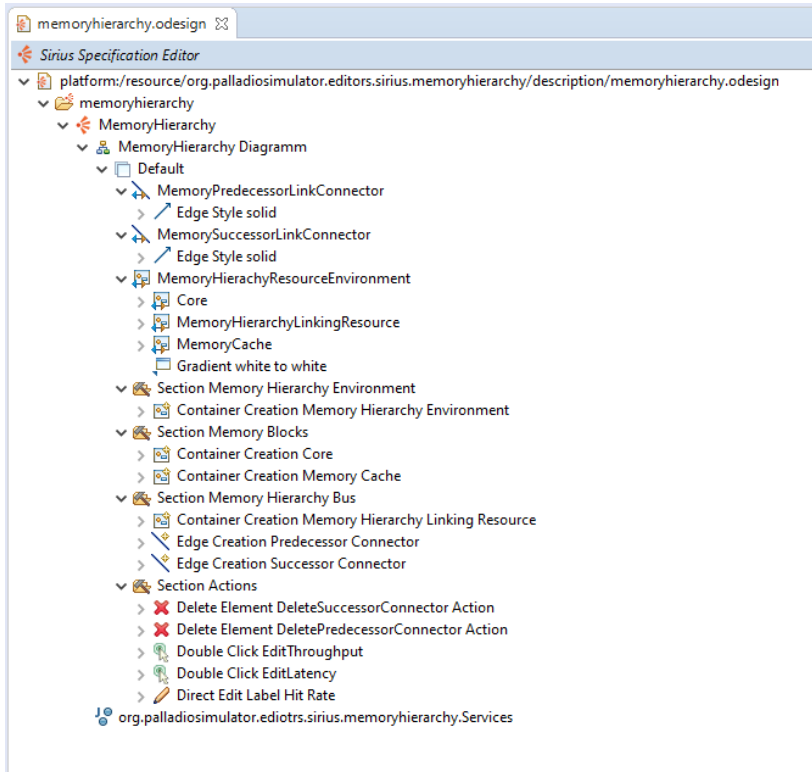 memoryhierarchy.odesign
Sirius Specification Editor
platform:/resource/org.palladiosimulator.editors.sirius.memoryhierarchy/description/memoryhierarchy.odesign
memoryhierarchy
MemoryHierarchy
MemoryHierarchy Diagramm
Default
MemoryPredecessorLinkConnector
Edge Style solid
MemorySuccessorLinkConnector
Edge Style solid
MemoryHierachyResourceEnvironment
Core
MemoryHierarchyLinkingResource
MemoryCache
Gradient white to white
Section Memory Hierarchy Environment
Container Creation Memory Hierarchy Environment
Section Memory Blocks
Container Creation Core
Container Creation Memory Cache
Section Memory Hierarchy Bus
Container Creation Memory Hierarchy Linking Resource
Edge Creation Predecessor Connector
Edge Creation Successor Connector
Section Actions
Delete Element DeleteSuccessorConnector Action
Delete Element DeletePredecessorConnector Action
Double Click EditThroughput
Double Click EditLatency
Direct Edit Label Hit Rate
org.palladiosimulator.ediotrs.sirius.memoryhierarchy.Services